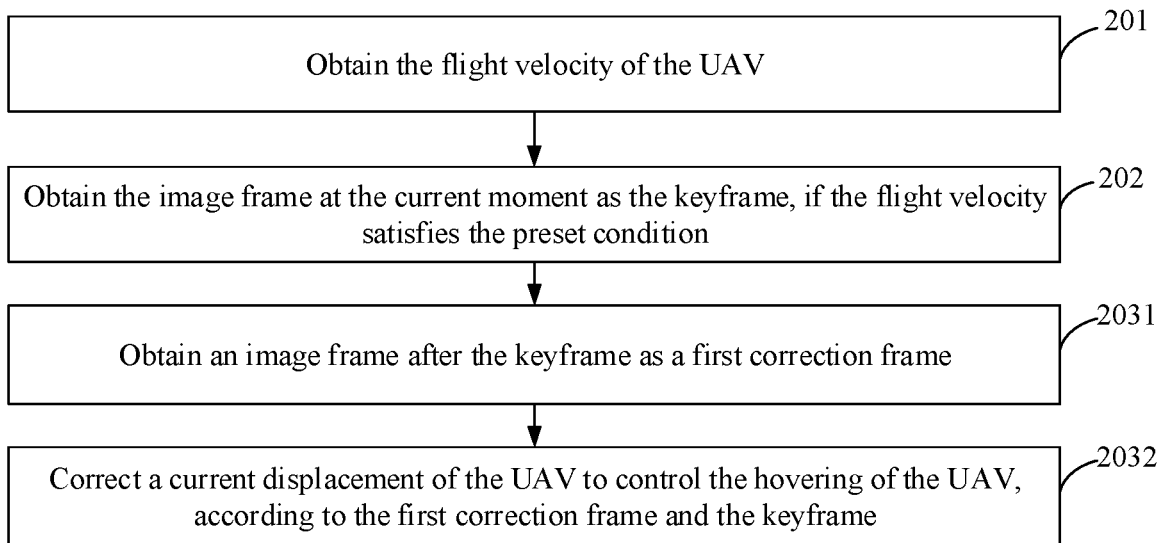 201
Obtain the flight velocity of the UAV
202
Obtain the image frame at the current moment as the keyframe, if the flight velocity
satisfies the preset condition
2031
Obtain an image frame after the keyframe as a first correction frame
2032
Correct a current displacement of the UAV to control the hovering of the UAV,
according to the first correction frame and the keyframe